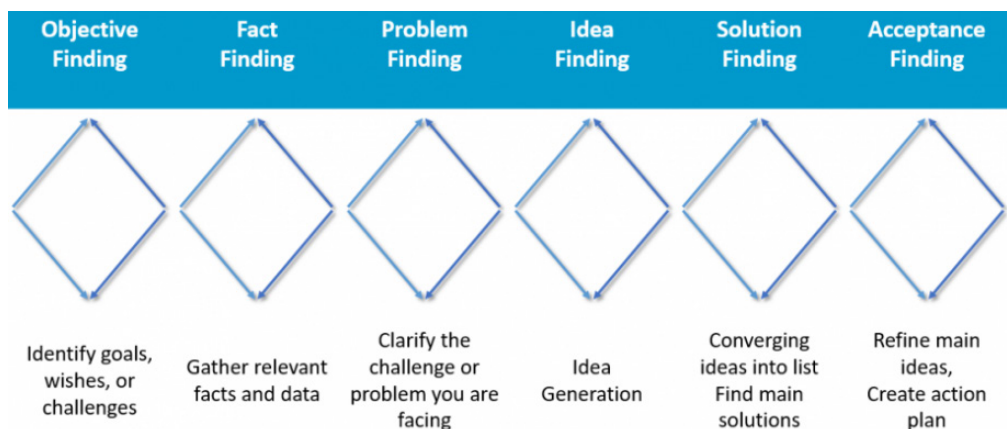 Objective
Finding
Fact
Finding
Problem
Finding
Idea
Finding
Solution
Finding
Acceptance
Finding
Identify goals,
wishes, or
challenges
Gather relevant
facts and data
Clarify the
challenge or
problem you are
facing
Idea
Generation
Converging
ideas into list
Find main
solutions
Refine main
ideas,
Create action
plan